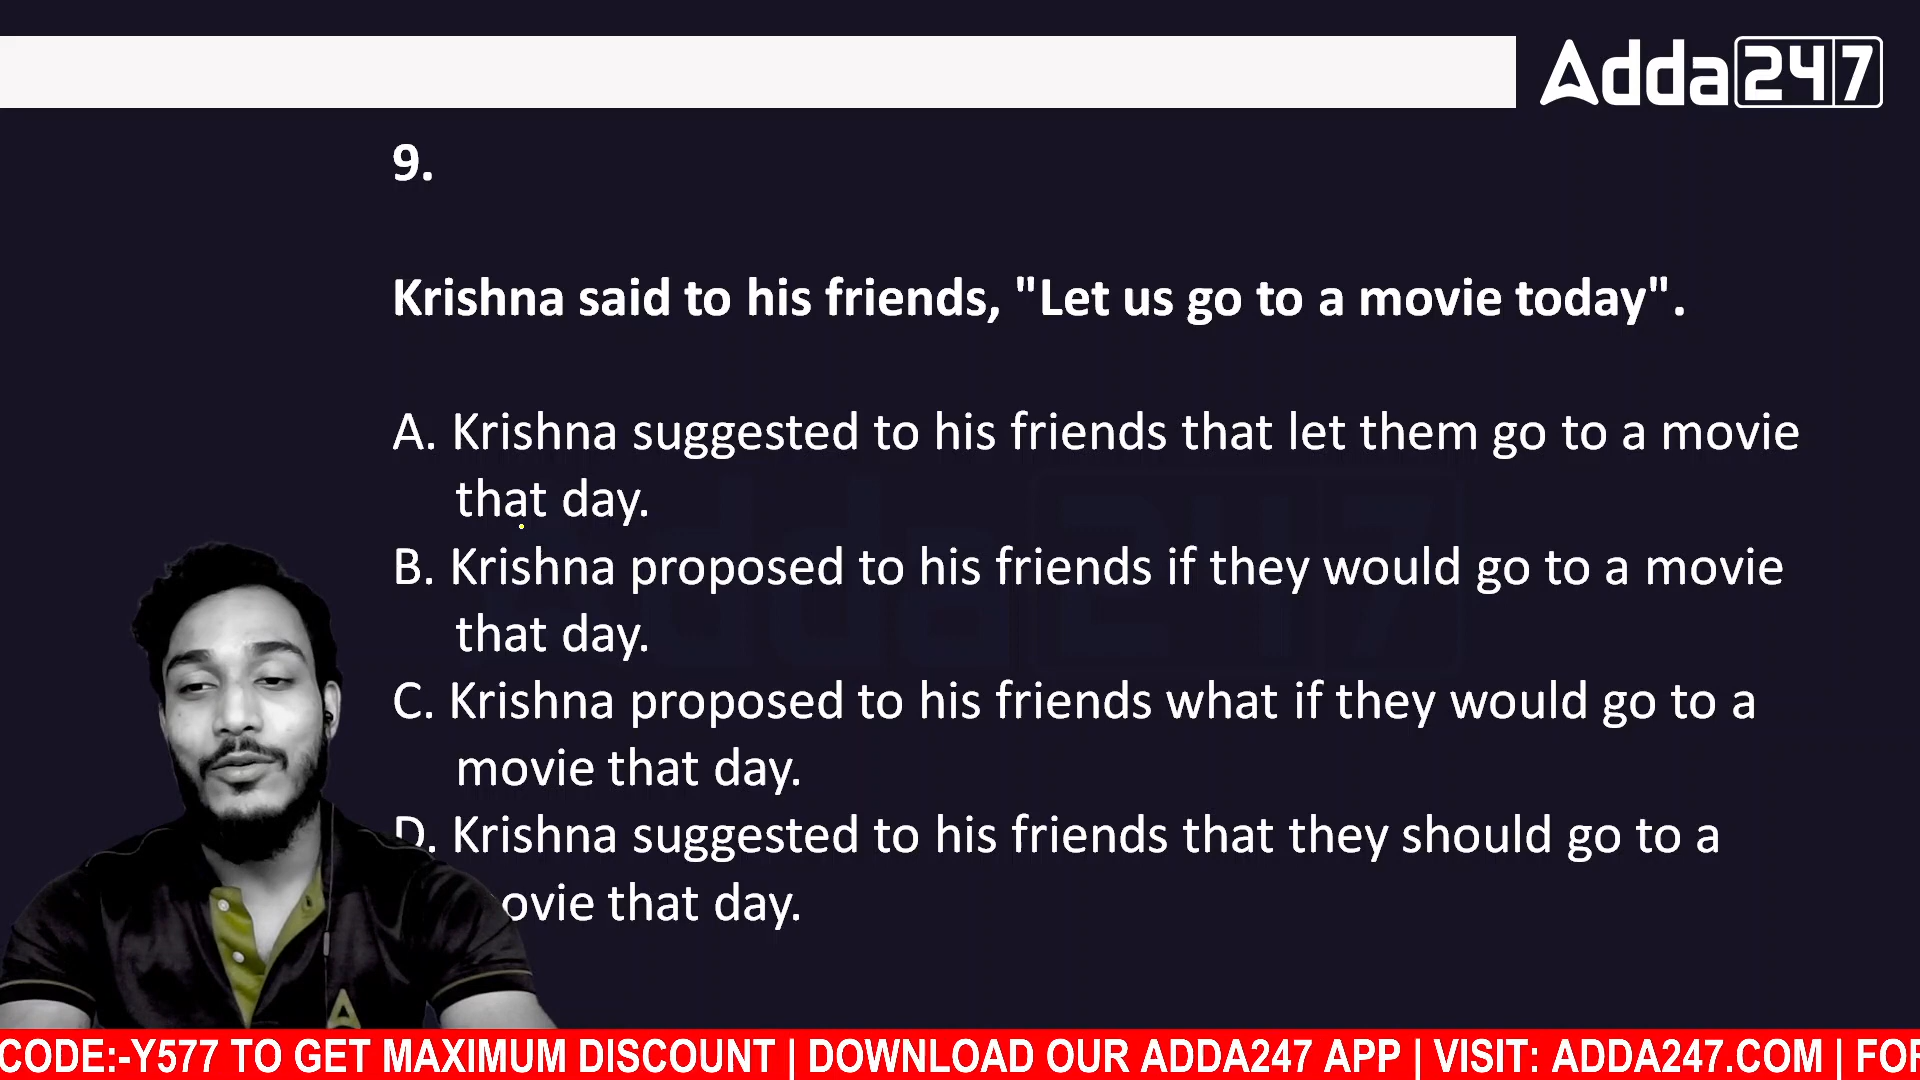 Adda247
9.
Krishna said to his friends, "Let us go to a movie today".
A. Krishna suggested to his friends that let them go to a movie
that day.
B. Krishna proposed to his friends if they would go to a movie
that day.
C. Krishna proposed to his friends what if they would go to a
movie that day.
D. Krishna suggested to his friends that they should go to a
ovie that day.
CODE:-Y577 TO GET MAXIMUM DISCOUNT | DOWNLOAD OUR ADDA247 APP | VISIT: ADDA247.COM | FOR